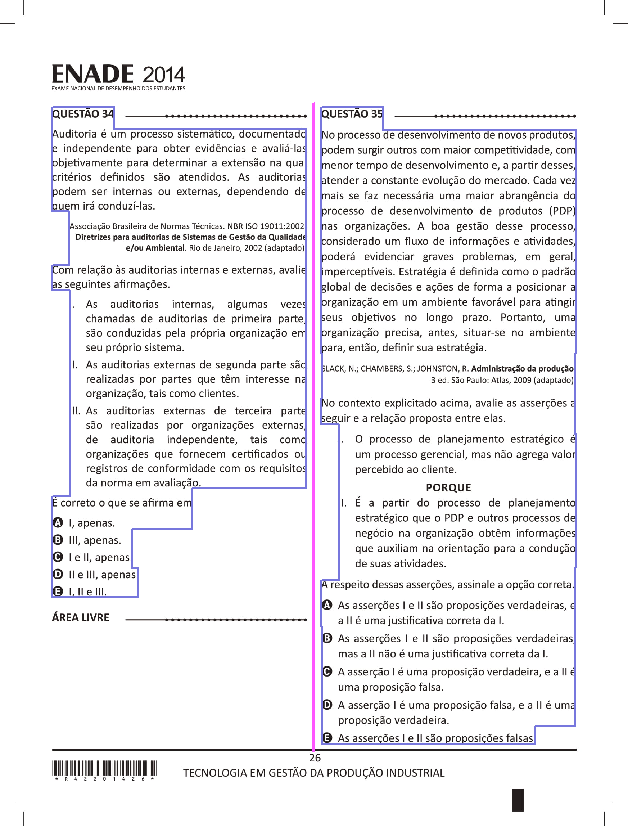 ENADE 2014
EXAME NACIONAL DE DESEMPENHO DOS ESTUDANTES
QUESTÃO 34
Auditoria é um processo sistemático, documentado
e independente para obter evidências e avaliá-las
objetivamente para determinar a extensão na qual
critérios definidos são atendidos. As auditorias
podem ser internas ou externas, dependendo de
quem irá conduzí-las.
Associação Brasileira de Normas Técnicas. NBR ISO 19011:2002
Diretrizes para auditorias de Sistemas de Gestão da Qualidade
e/ou Ambiental. Rio de Janeiro, 2002 (adaptado)
Com relação às auditorias internas e externas, avalie
as seguintes afirmações.
I. As auditorias internas, algumas vezes
chamadas de auditorias de primeira parte,
são conduzidas pela própria organização em
seu próprio sistema.
II. As auditorias externas de segunda parte são
realizadas por partes que têm interesse na
organização, tais como clientes.
III. As auditorias externas de terceira parte
são realizadas por organizações externas,
de auditoria independente, tais como
organizações que fornecem certificados ou
registros de conformidade com os requisitos
da norma em avaliação.
É correto o que se afirma em
A I, apenas.
B III, apenas.
C I e II, apenas
D II e III, apenas
E I, II e III.
ÁREA LIVRE
QUESTÃO 35
No processo de desenvolvimento de novos produtos,
podem surgir outros com maior competitividade, com
menor tempo de desenvolvimento e, a partir desses,
atender a constante evolução do mercado. Cada vez
mais se faz necessária uma maior abrangência do
processo de desenvolvimento de produtos (PDP)
nas organizações. A boa gestão desse processo,
considerado um fluxo de informações e atividades,
poderá evidenciar graves problemas, em geral,
imperceptíveis. Estratégia é definida como o padrão
global de decisões e ações de forma a posicionar a
organização em um ambiente favorável para atingir
seus objetivos no longo prazo. Portanto, uma
organização precisa, antes, situar-se no ambiente
para, então, definir sua estratégia.
SLACK, N.; CHAMBERS, S.; JOHNSTON, R. Administração da produção
3 ed. São Paulo: Atlas, 2009 (adaptado)
No contexto explicitado acima, avalie as asserções a
seguir e a relação proposta entre elas.
I. O processo de planejamento estratégico é
um processo gerencial, mas não agrega valor
percebido ao cliente.
PORQUE
II. É a partir do processo de planejamento
estratégico que o PDP e outros processos de
negócio na organização obtêm informações
que auxiliam na orientação para a condução
de suas atividades.
A respeito dessas asserções, assinale a opção correta.
A As asserções I e II são proposições verdadeiras, e
a II é uma justificativa correta da I.
B As asserções I e II são proposições verdadeiras,
mas a II não é uma justificativa correta da I.
C A asserção I é uma proposição verdadeira, e a II é
uma proposição falsa.
D A asserção I é uma proposição falsa, e a II é uma
proposição verdadeira.
E As asserções I e II são proposições falsas
26
*R42201426*
TECNOLOGIA EM GESTÃO DA PRODUÇÃO INDUSTRIAL